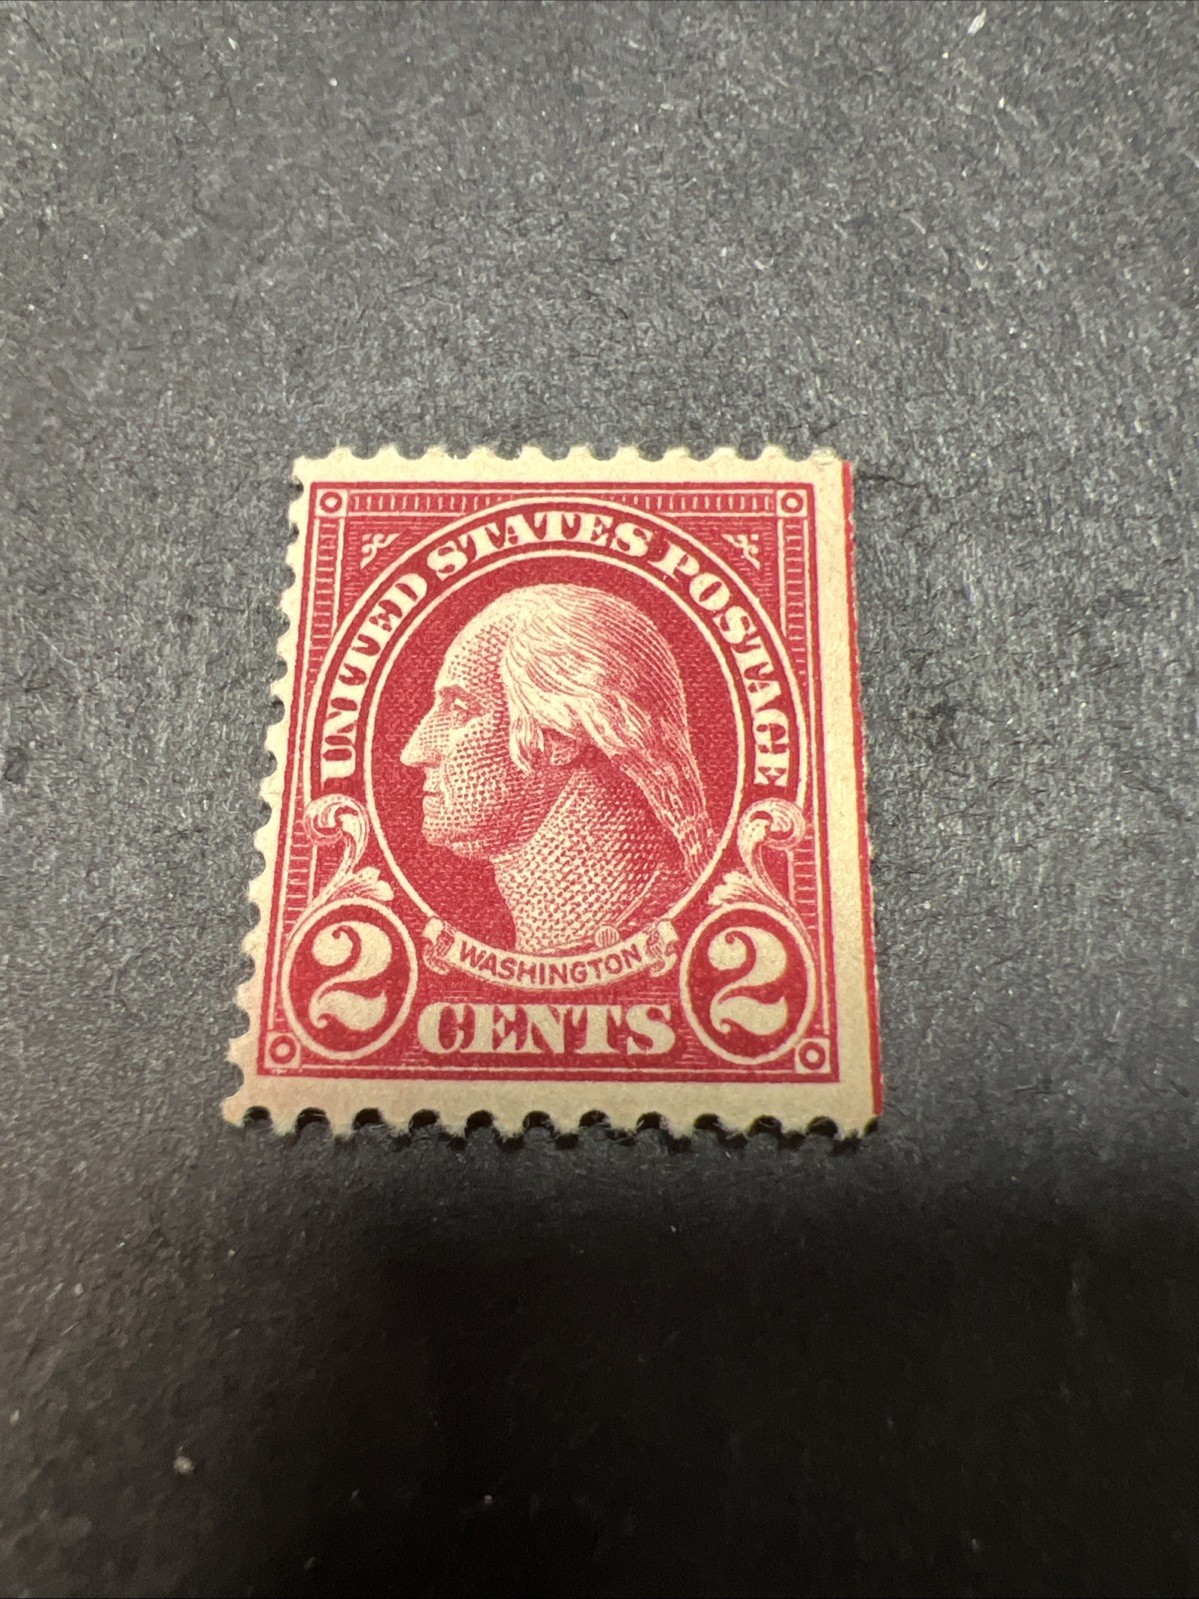 UNITED STATES POSTAGE
WASHINGTON
2 CENTS 2